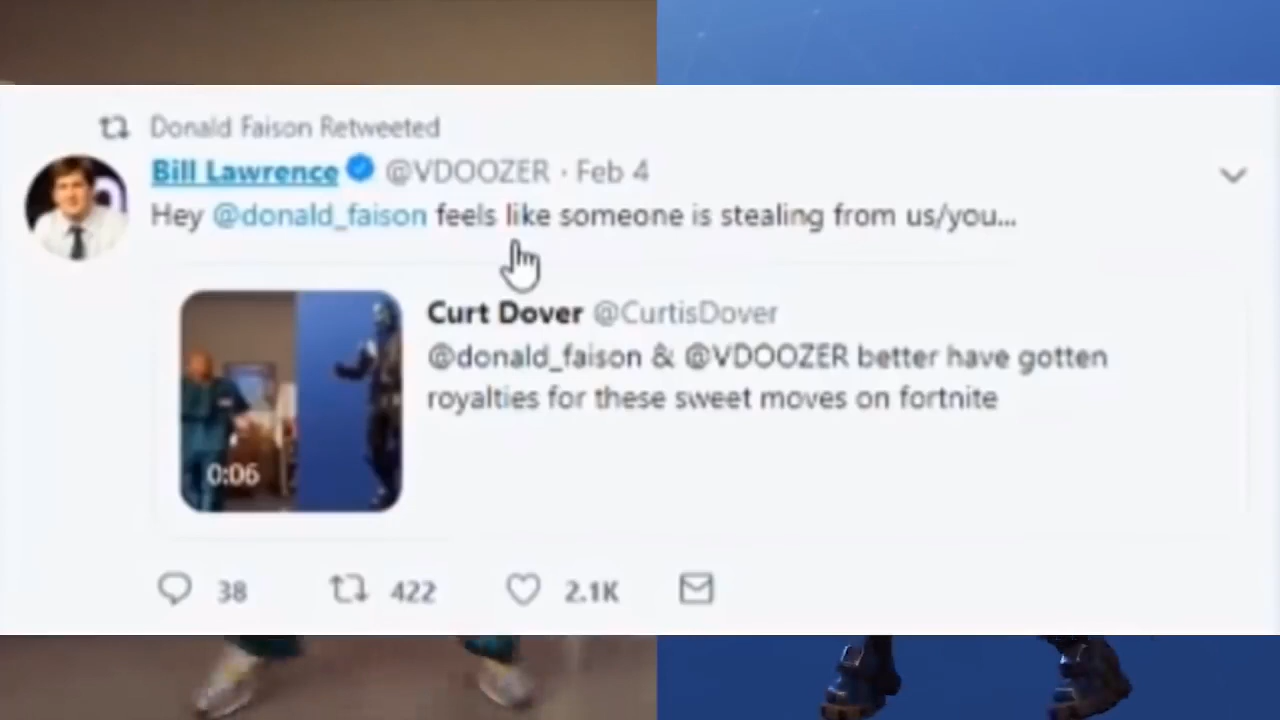 Donald Faison Retweeted
Bill Lawrence @VDOOZER · Feb 4
Hey @donald_faison feels like someone is stealing from us/you...
Curt Dover @CurtisDover
@donald_faison & @VDOOZER better have gotten
royalties for these sweet moves on fortnite
0:06
38 422 2.1K